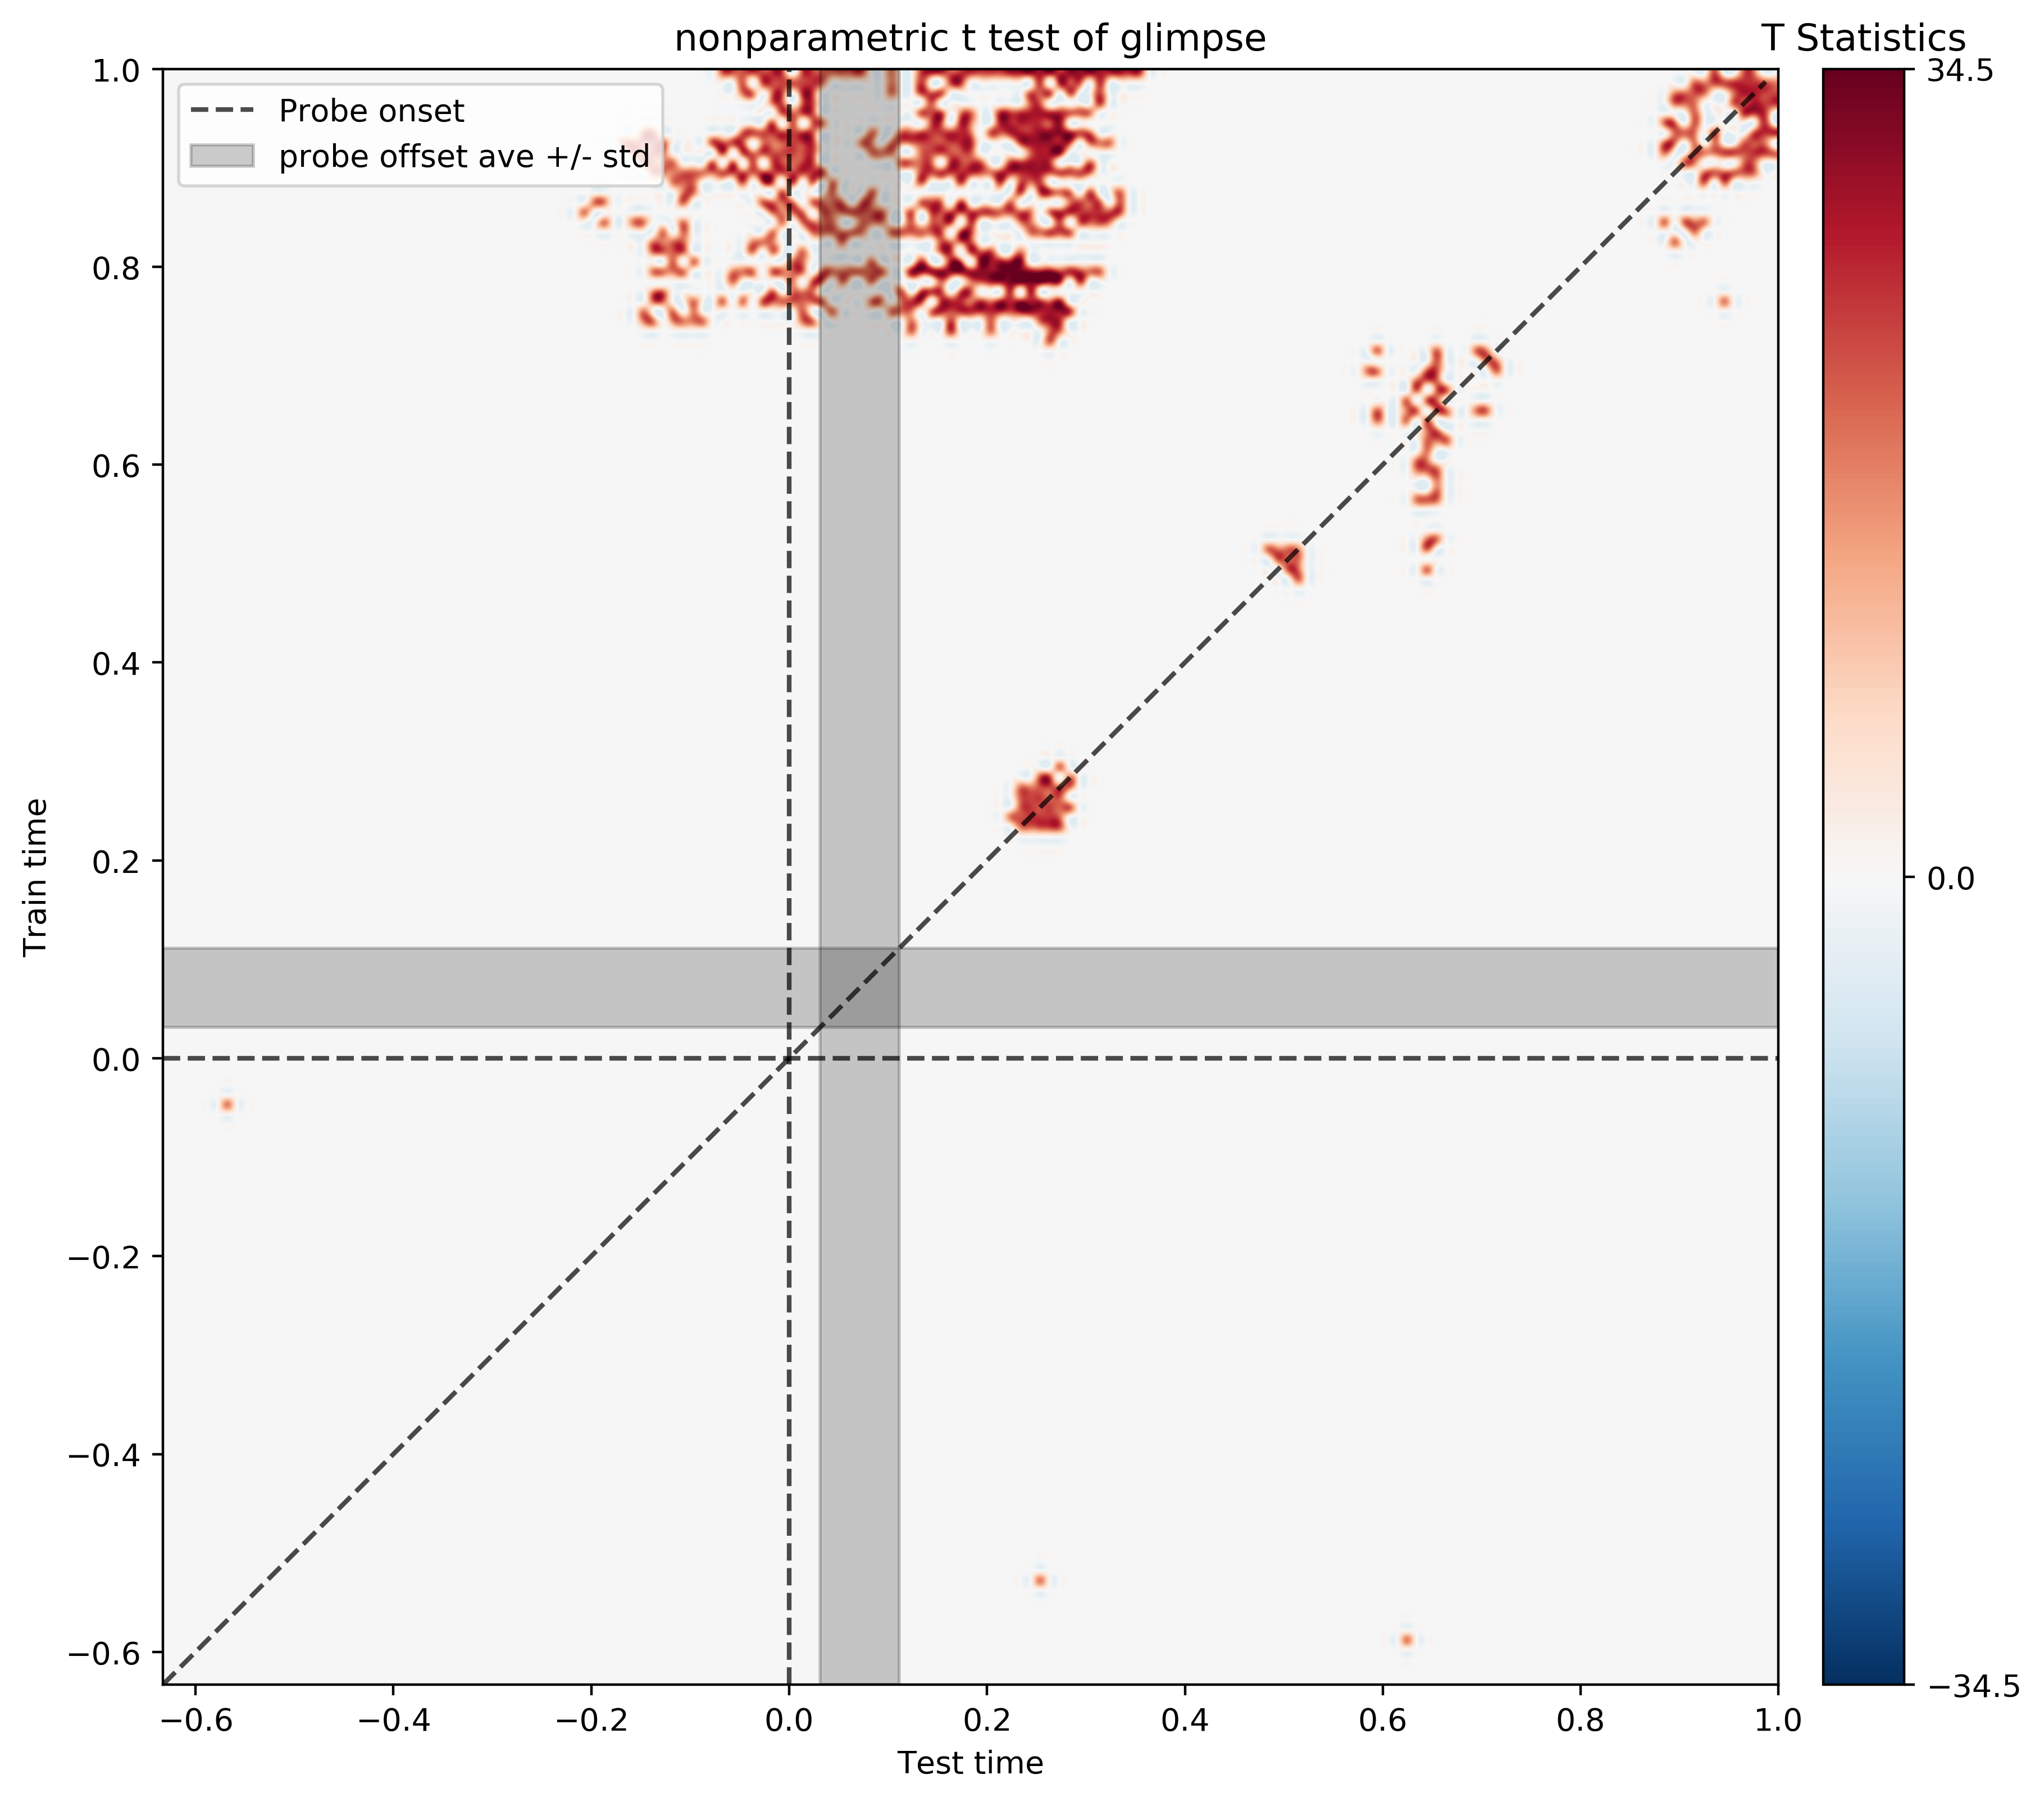 nonparametric t test of glimpse
T Statistics
Probe onset
probe offset ave +/- std
1.0
0.8
0.6
0.4
0.2
0.0
−0.2
−0.4
−0.6
Train time
−0.6 −0.4 −0.2 0.0 0.2 0.4 0.6 0.8 1.0
Test time
34.5
0.0
−34.5